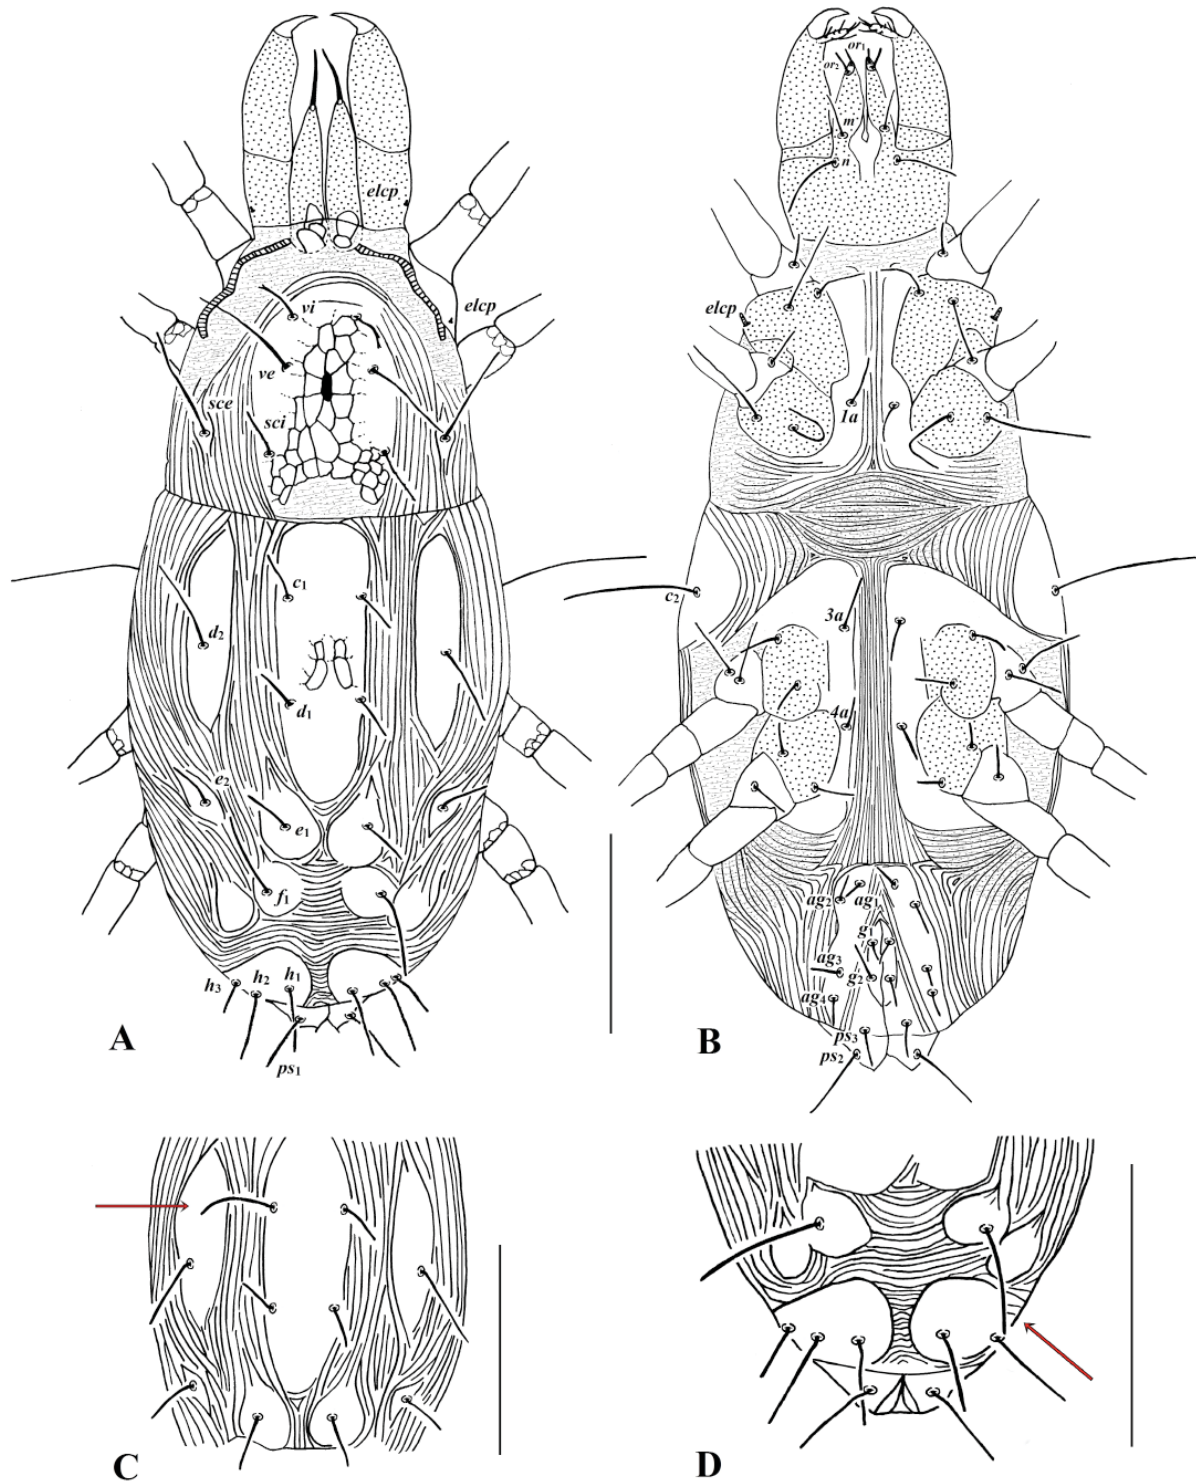 or₁
or₂
m
n
elcp
elcp
elcp
vi
ve
sce
sci
1a
c₁
c₂
3a
d₂
d₁
4a
e₂
e₁
f₁
ag₂
ag₁
g₁
ag₃
g₂
h₃
h₂
h₁
ag₄
ps₃
ps₂
ps₁
A
B
C
D